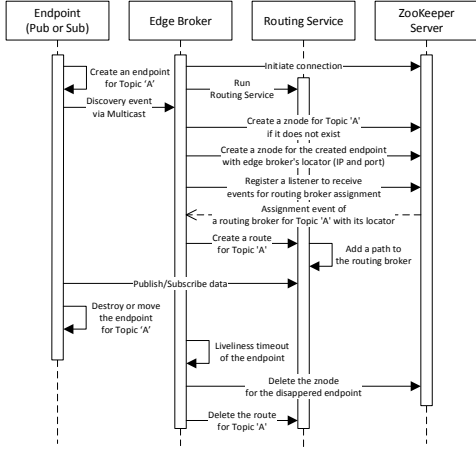 Endpoint
(Pub or Sub)
Edge Broker
Routing Service
ZooKeeper
Server
Initiate connection
Create an endpoint
for Topic 'A'
Run
Routing Service
Discovery event
via Multicast
Create a znode for Topic 'A'
if it does not exist
Create a znode for the created endpoint
with edge broker's locator (IP and port)
Register a listener to receive
events for routing broker assignment
Assignment event of
a routing broker for Topic 'A' with its locator
Create a route
for Topic 'A'
Add a path to
the routing broker
Publish/Subscribe data
Destroy or move
the endpoint
for Topic 'A'
Liveliness timeout
of the endpoint
Delete the znode
for the disappered endpoint
Delete the route
for Topic 'A'